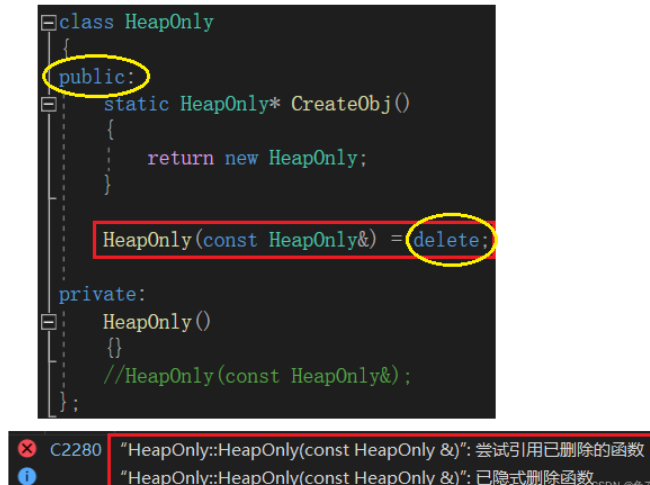 class HeapOnly
{
public:
static HeapOnly* CreateObj()
{
return new HeapOnly;
}
HeapOnly(const HeapOnly&) = delete;
private:
HeapOnly()
{}
//HeapOnly(const HeapOnly&);
};
C2280 “HeapOnly::HeapOnly(const HeapOnly &)”: 尝试引用已删除的函数
“HeapOnly::HeapOnly(const HeapOnly &)”: 已隐式删除函数